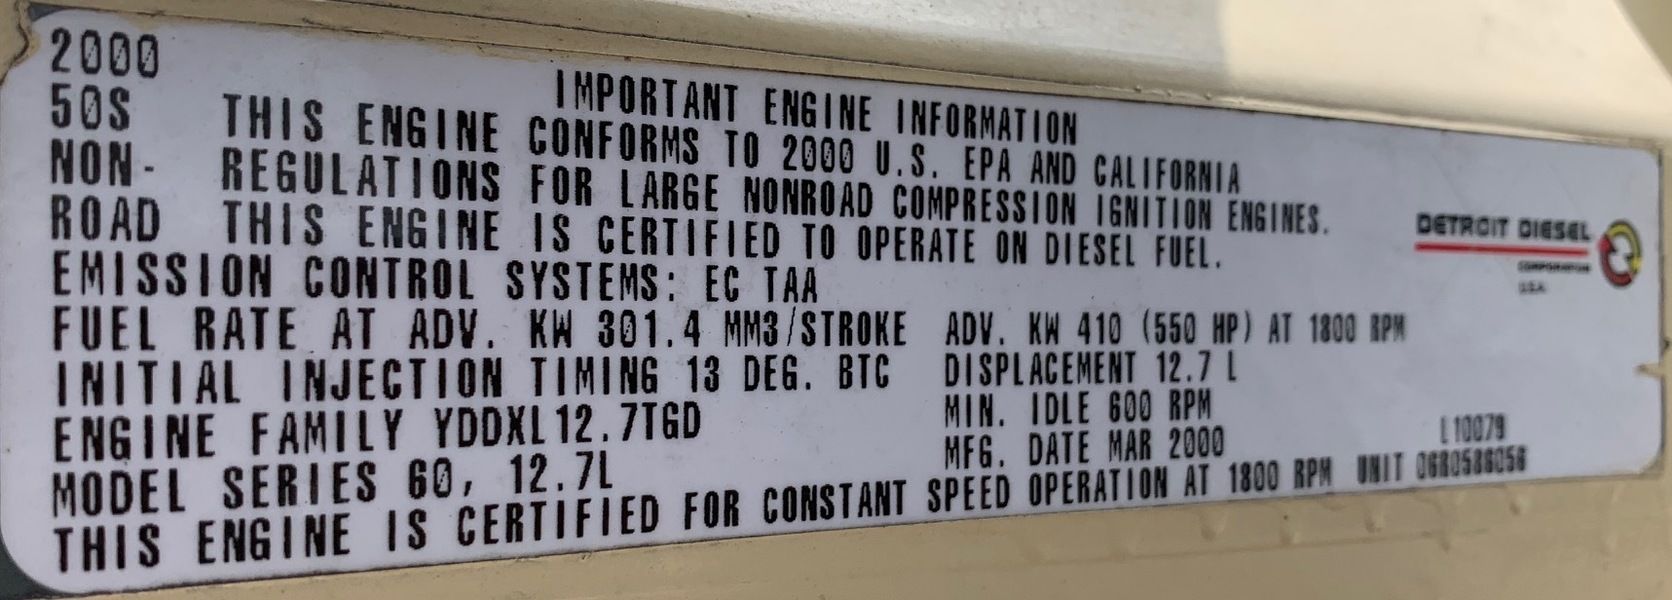 2000
50S
NON-
ROAD
IMPORTANT ENGINE INFORMATION
THIS ENGINE CONFORMS TO 2000 U.S. EPA AND CALIFORNIA
REGULATIONS FOR LARGE NONROAD COMPRESSION IGNITION ENGINES.
THIS ENGINE IS CERTIFIED TO OPERATE ON DIESEL FUEL.
DETROIT DIESEL
CORPORATION
U.S.A.
EMISSION CONTROL SYSTEMS: EC TAA
FUEL RATE AT ADV. KW 301.4 MM3/STROKE ADV. KW 410 (550 HP) AT 1800 RPM
INITIAL INJECTION TIMING 13 DEG. BTC DISPLACEMENT 12.7 L
ENGINE FAMILY YDDXL12.7TGD MIN. IDLE 600 RPM
MODEL SERIES 60, 12.7L MFG. DATE MAR 2000 L10079
THIS ENGINE IS CERTIFIED FOR CONSTANT SPEED OPERATION AT 1800 RPM UNIT 06R0586056